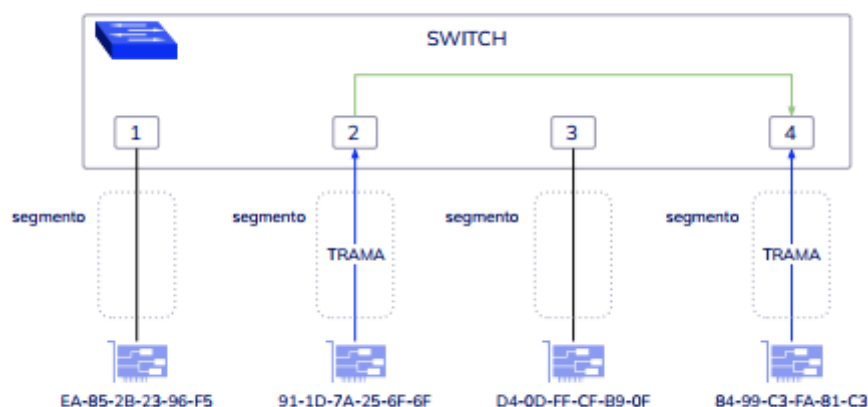 SWITCH
1 2 3 4
segmento segmento segmento segmento
TRAMA TRAMA
EA-85-2B-23-96-F5 91-1D-7A-25-6F-6F D4-0D-FF-CF-B9-0F 84-99-C3-FA-81-C3